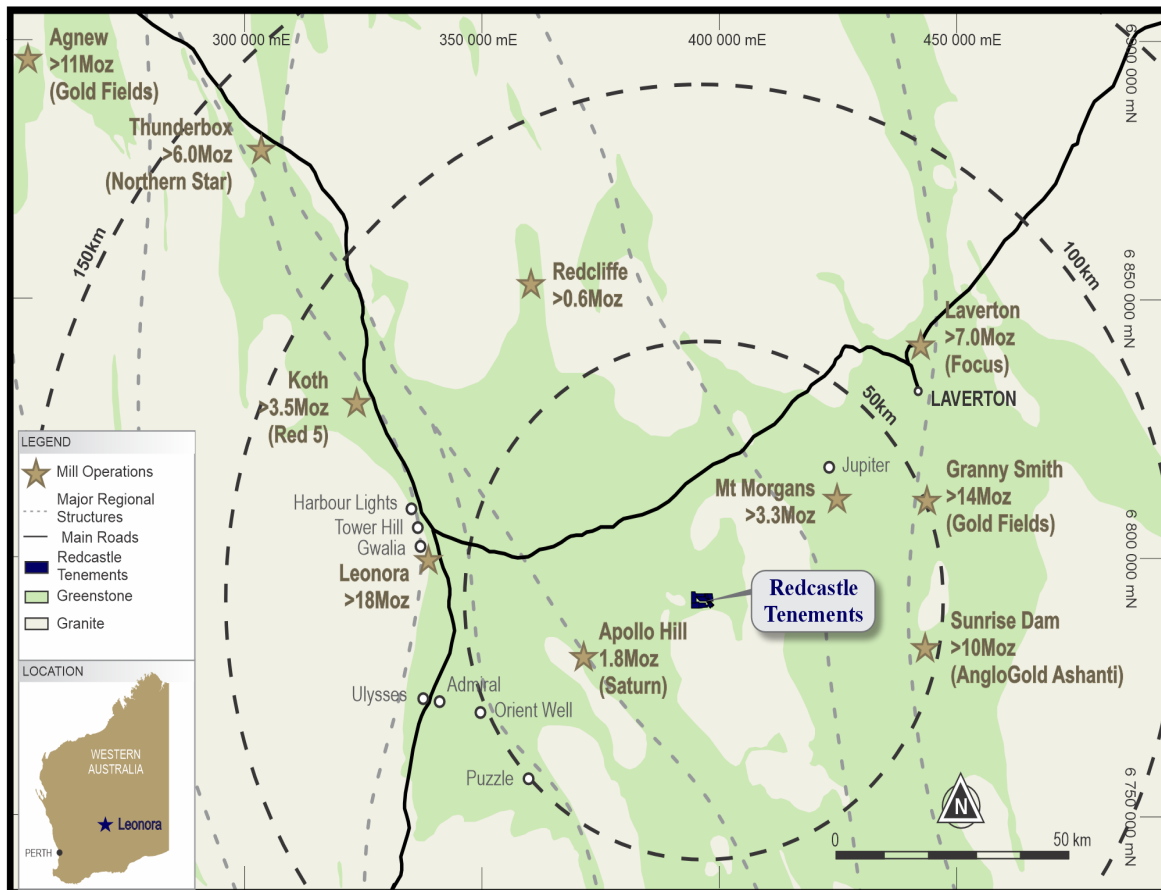 300 000 mE
350 000 mE
400 000 mE
450 000 mE
6 900 000 mN
6 850 000 mN
6 800 000 mN
6 750 000 mN
Agnew
>11Moz
(Gold Fields)
Thunderbox
>6.0Moz
(Northern Star)
150km
100km
50km
Redcliffe
>0.6Moz
Laverton
>7.0Moz
(Focus)
LAVERTON
Koth
>3.5Moz
(Red 5)
Jupiter
Mt Morgans
>3.3Moz
Granny Smith
>14Moz
(Gold Fields)
Harbour Lights
Tower Hill
Gwalia
Leonora
>18Moz
Redcastle
Tenements
Apollo Hill
1.8Moz
(Saturn)
Sunrise Dam
>10Moz
(AngloGold Ashanti)
Ulysses
Admiral
Orient Well
Puzzle
LEGEND
Mill Operations
Major Regional
Structures
Main Roads
Redcastle
Tenements
Greenstone
Granite
LOCATION
WESTERN
AUSTRALIA
Leonora
PERTH
N
0
50 km